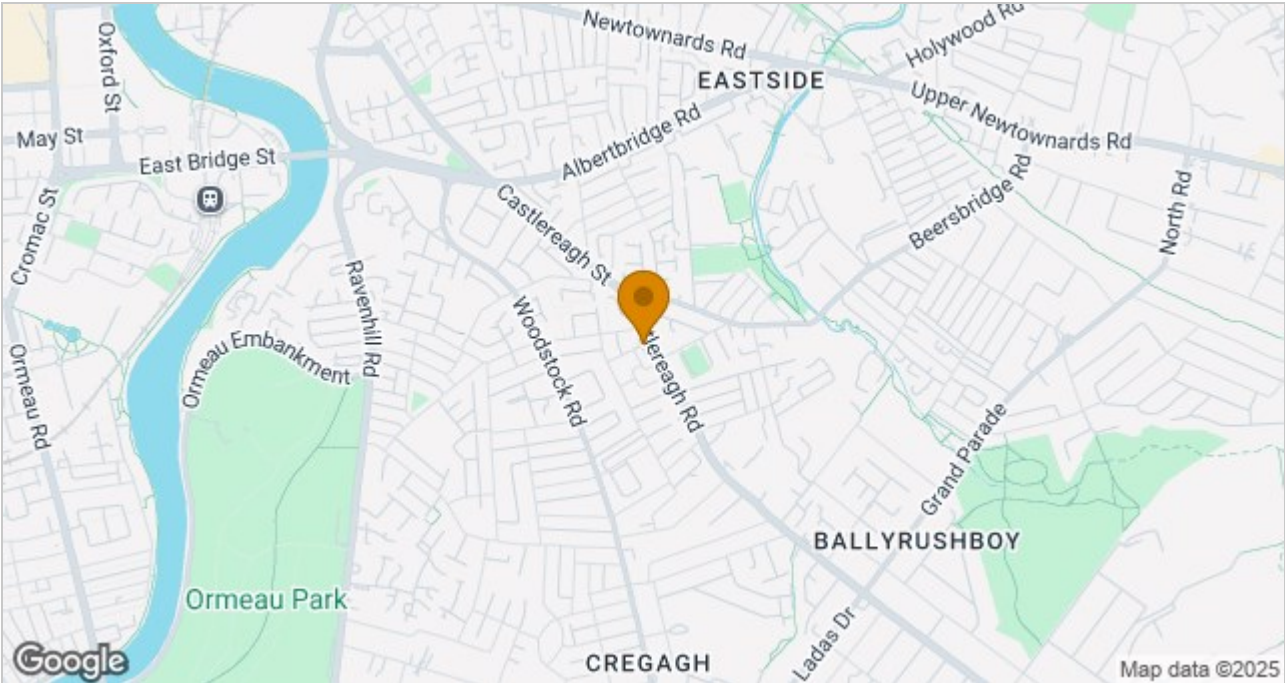 Newtownards Rd
Holywood Rd
Oxford St
EASTSIDE
Upper Newtownards Rd
May St
Albertbridge Rd
East Bridge St
Beersbridge Rd
North Rd
Cromac St
Castlereagh St
Ravenhill Rd
Woodstock Rd
tlereagh Rd
Ormeau Embankment
Ormeau Rd
Grand Parade
BALLYRUSHBOY
Ormeau Park
Ladas Dr
CREGAGH
Google
Map data ©2025